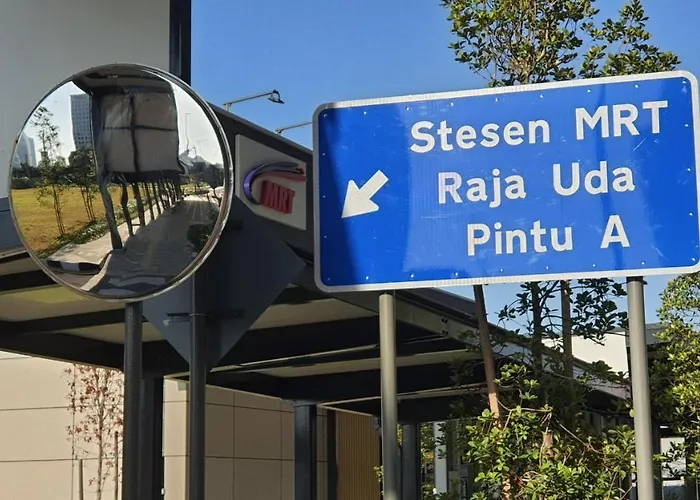 Stesen MRT
Raja Uda
Pintu A
MRT